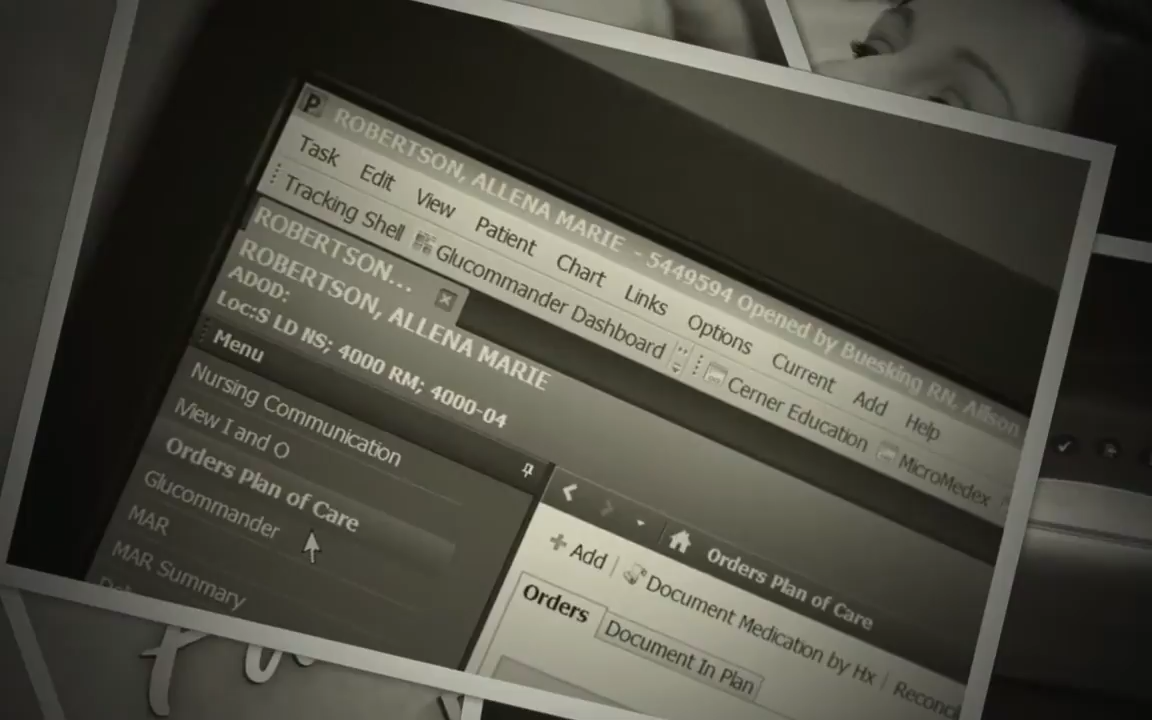 P ROBERTSON, ALLENA MARIE - 5449594 Opened by Buesking RN, Alison
Task Edit View Patient Chart Links Options Current Add Help
Tracking Shell Glucommander Dashboard Cerner Education MicroMedex
ROBERTSON...
ROBERTSON, ALLENA MARIE
ADOD:
Loc:S LD NS; 4000 RM; 4000-04
Menu
Nursing Communication
View I and O
Orders Plan of Care
Glucommander
MAR
MAR Summary
Orders Plan of Care
Add Document Medication by Hx
Orders Document In Plan